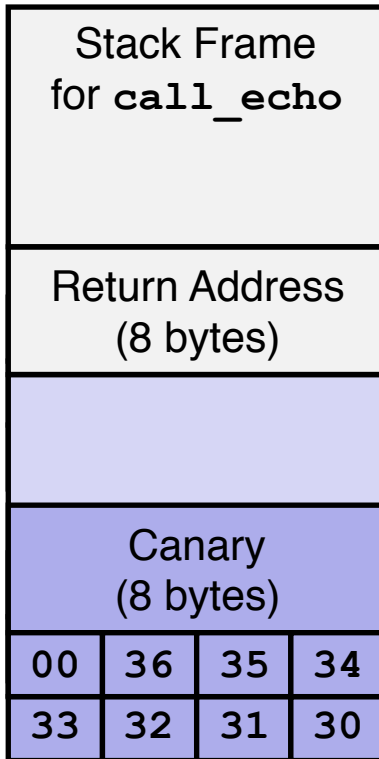 Stack Frame
for call_echo
Return Address
(8 bytes)
Canary
(8 bytes)
00 36 35 34
33 32 31 30